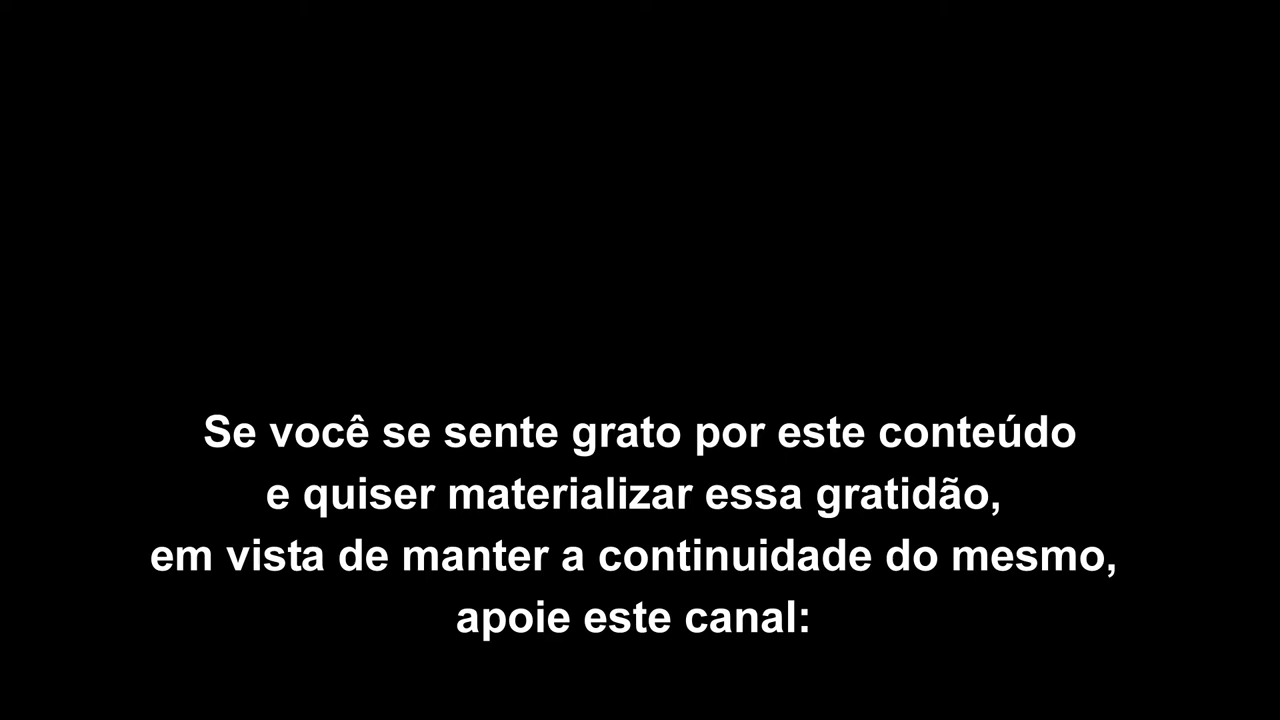 Se você se sente grato por este conteúdo
e quiser materializar essa gratidão,
em vista de manter a continuidade do mesmo,
apoie este canal: